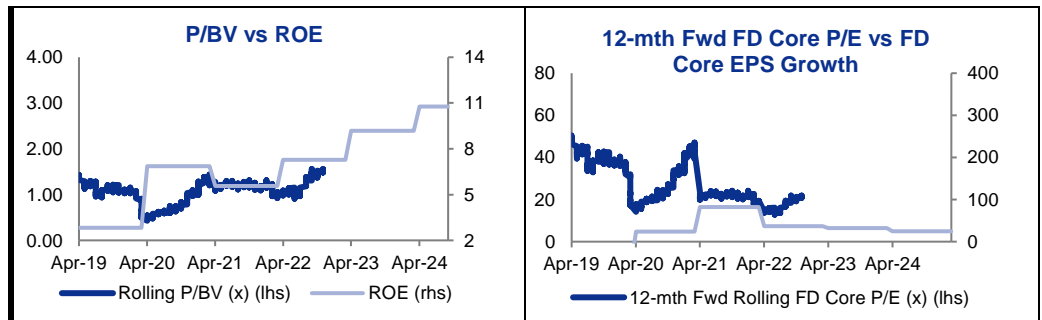 P/BV vs ROE
4.00
3.00
2.00
1.00
0.00
14
11
8
5
2
Apr-19 Apr-20 Apr-21 Apr-22 Apr-23 Apr-24
Rolling P/BV (x) (lhs) ROE (rhs)
12-mth Fwd FD Core P/E vs FD
Core EPS Growth
80
60
40
20
0
400
300
200
100
0
Apr-19 Apr-20 Apr-21 Apr-22 Apr-23 Apr-24
12-mth Fwd Rolling FD Core P/E (x) (lhs)